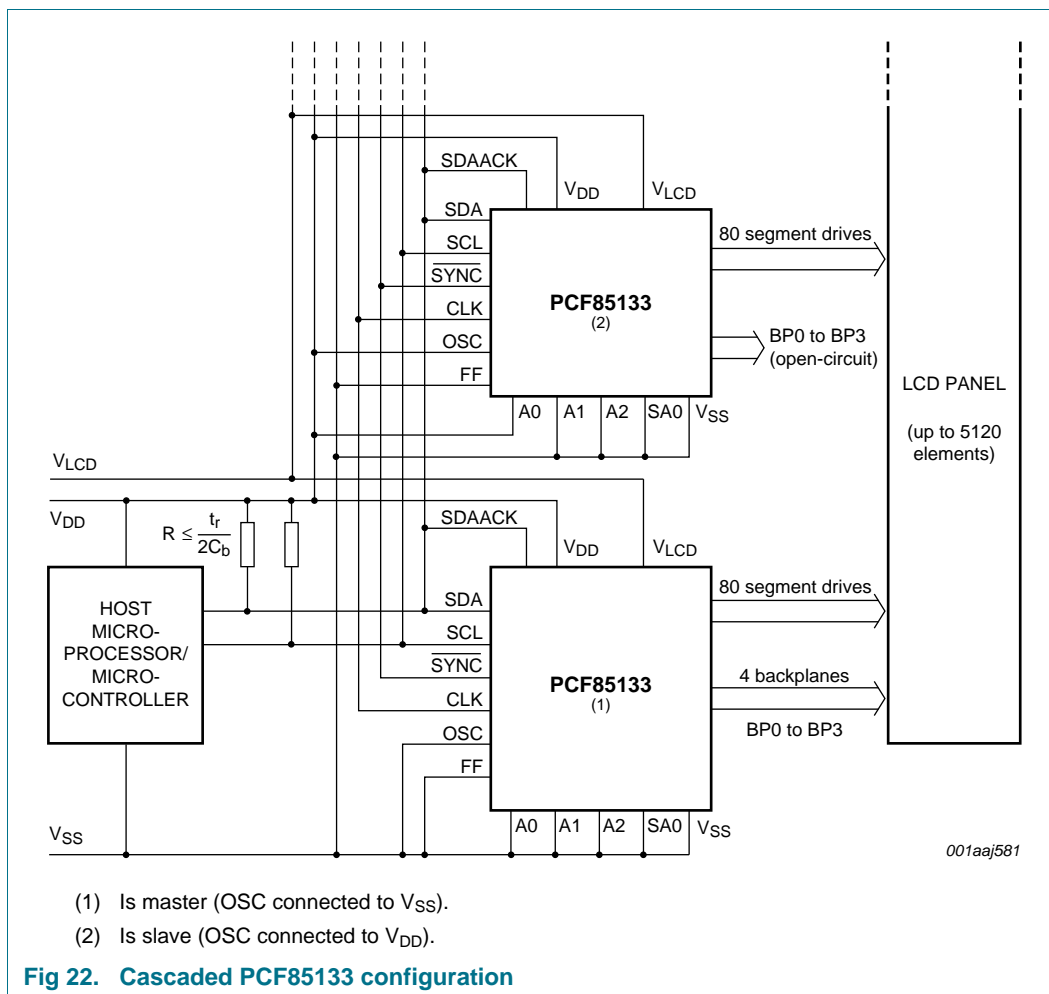 SDAACK
VDD
VLCD
SDA
SCL
SYNC
CLK
OSC
FF
PCF85133
(2)
A0 A1 A2 SA0 VSS
80 segment drives
BP0 to BP3
(open-circuit)
LCD PANEL
(up to 5120
elements)
VLCD
VDD
R ≤ tr
2Cb
HOST
MICRO-
PROCESSOR/
MICRO-
CONTROLLER
SDAACK
VDD
VLCD
SDA
SCL
SYNC
CLK
OSC
FF
PCF85133
(1)
A0 A1 A2 SA0 VSS
80 segment drives
4 backplanes
BP0 to BP3
VSS
001aaj581
(1) Is master (OSC connected to VSS).
(2) Is slave (OSC connected to VDD).
Fig 22. Cascaded PCF85133 configuration